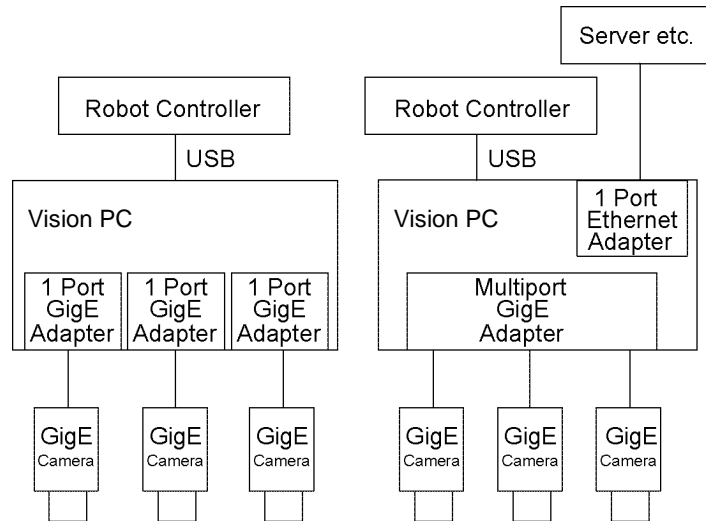 Server etc.
Robot Controller
Robot Controller
USB
USB
Vision PC
1 Port
Ethernet
Adapter
Vision PC
1 Port
GigE
Adapter
1 Port
GigE
Adapter
1 Port
GigE
Adapter
Multiport
GigE
Adapter
GigE
Camera
GigE
Camera
GigE
Camera
GigE
Camera
GigE
Camera
GigE
Camera